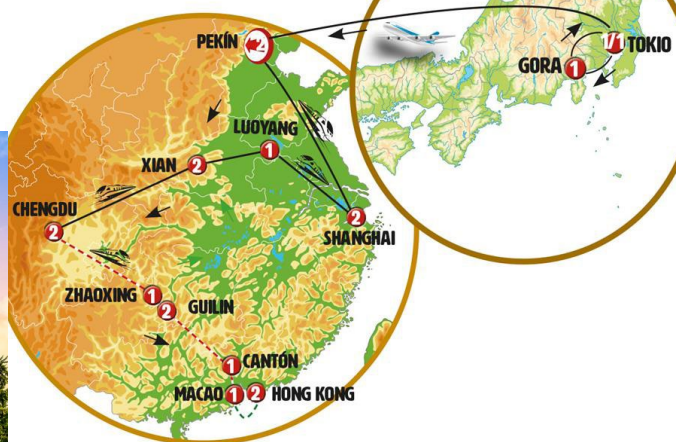 PEKÍN
2
1/1 TOKIO
GORA 1
LUOYANG
1
XIAN 2
CHENGDU
2
2
SHANGHAI
ZHAOXING 1
2 GUILIN
1 CANTÓN
MACAO 1 2 HONG KONG